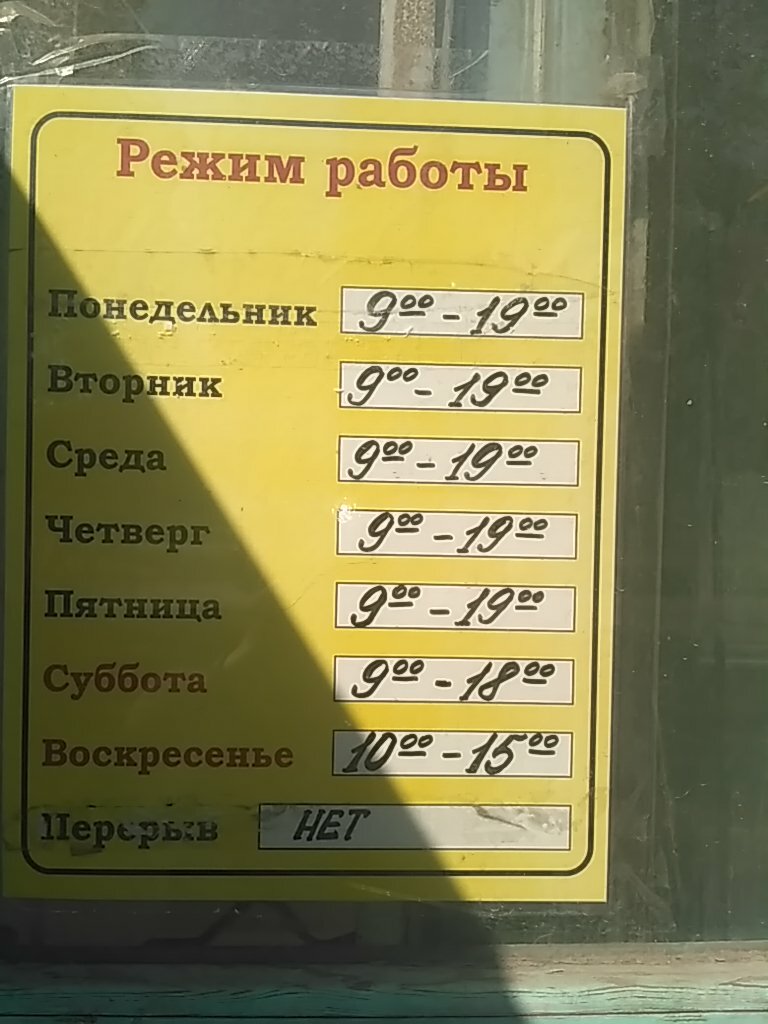 Режим работы
Понедельник 9⁰⁰ - 19⁰⁰
Вторник 9⁰⁰ - 19⁰⁰
Среда 9⁰⁰ - 19⁰⁰
Четверг 9⁰⁰ - 19⁰⁰
Пятница 9⁰⁰ - 19⁰⁰
Суббота 9⁰⁰ - 18⁰⁰
Воскресенье 10⁰⁰ - 15⁰⁰
Перерыв НЕТ